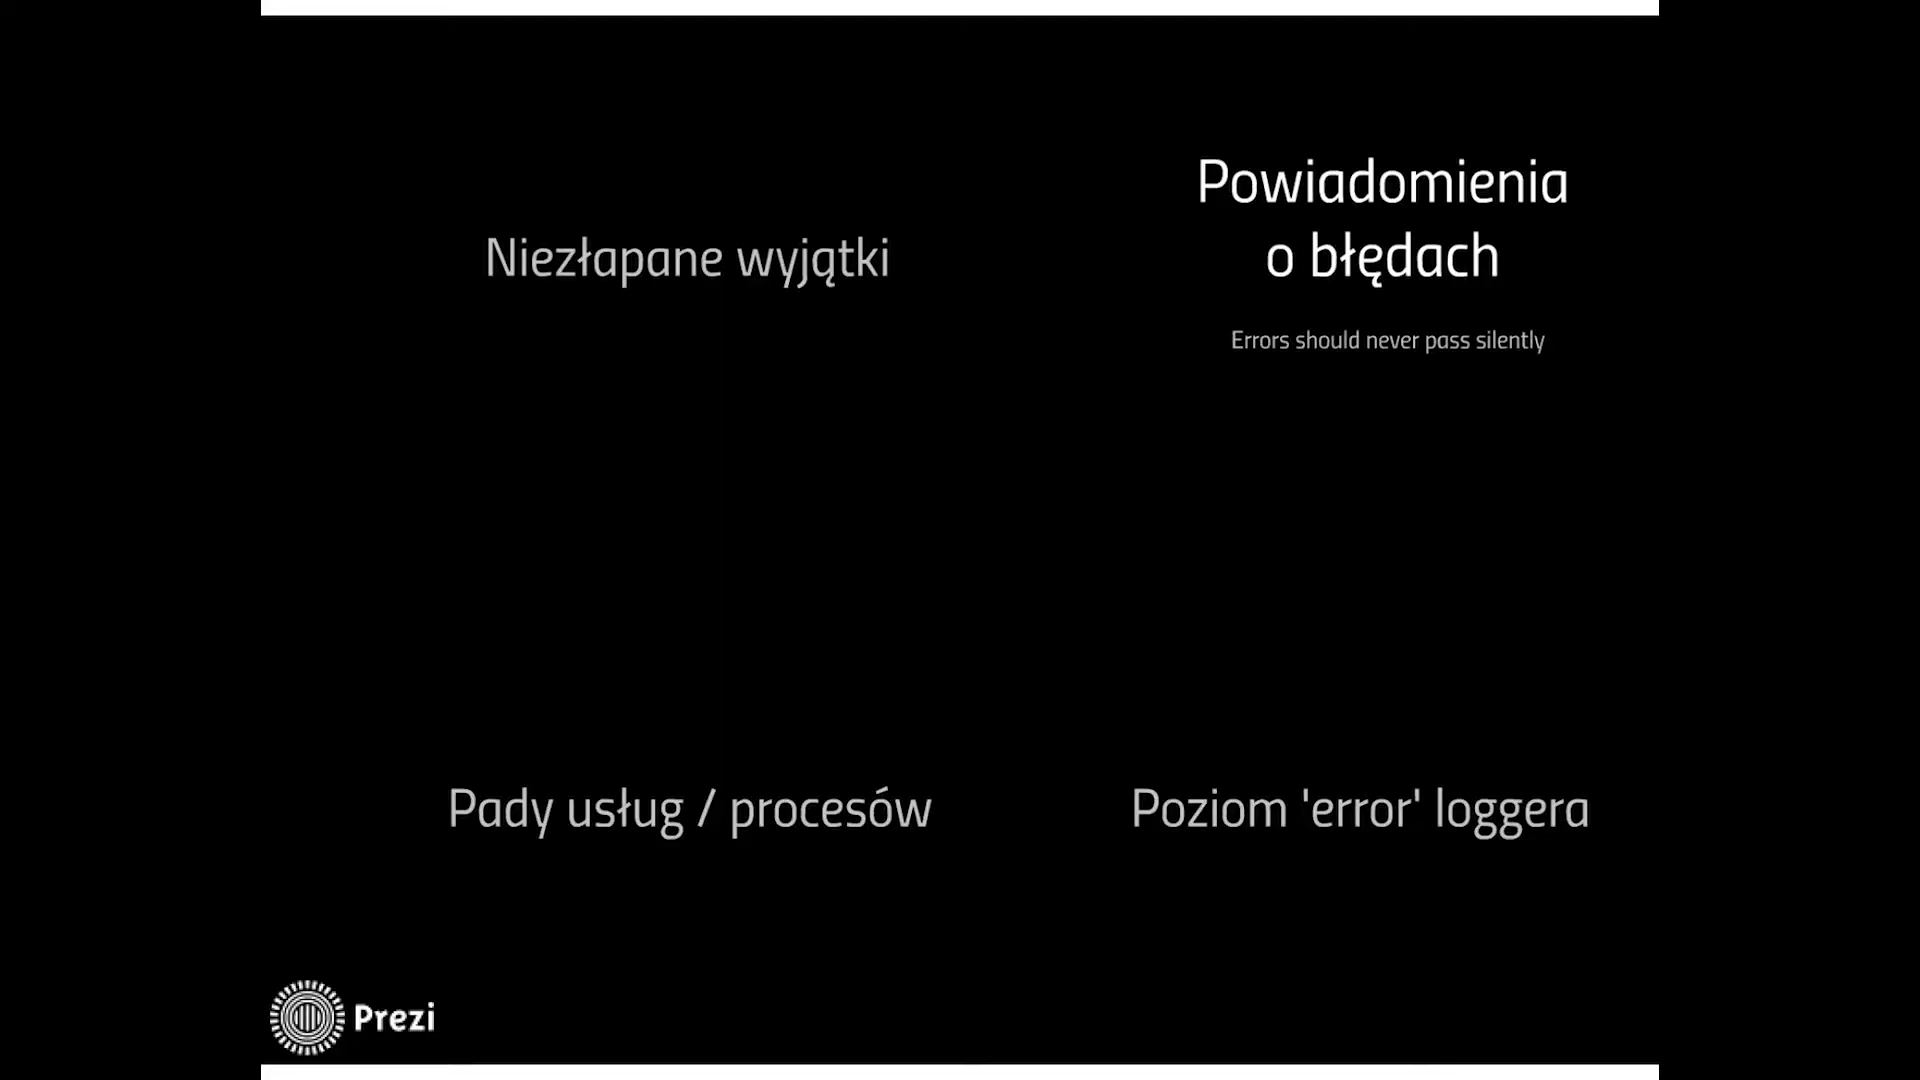 Powiadomienia
o błędach
Errors should never pass silently
Niezłapane wyjątki
Pady usług / procesów
Poziom 'error' loggera
Prezi